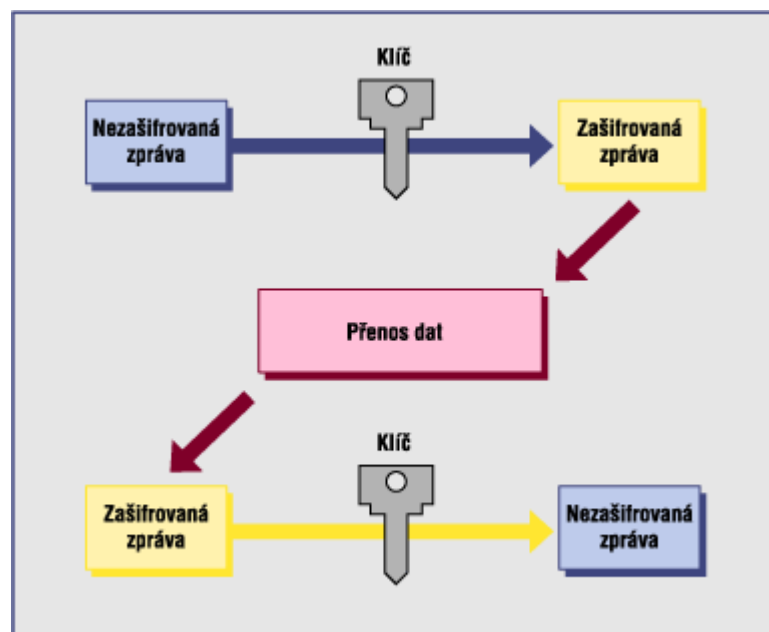 Klíč
Nezašifrovaná
zpráva
Zašifrovaná
zpráva
Přenos dat
Klíč
Zašifrovaná
zpráva
Nezašifrovaná
zpráva